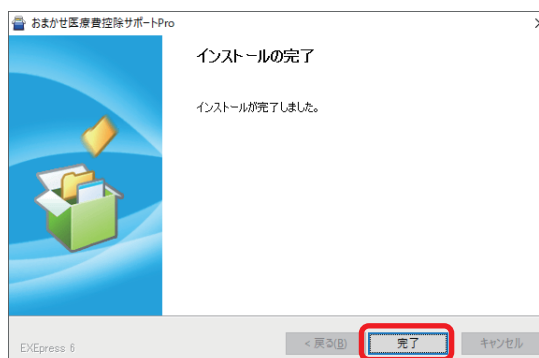 おまかせ医療費控除サポートPro
インストールの完了
インストールが完了しました。
EXEpress 6
< 戻る(B)
完了
キャンセル